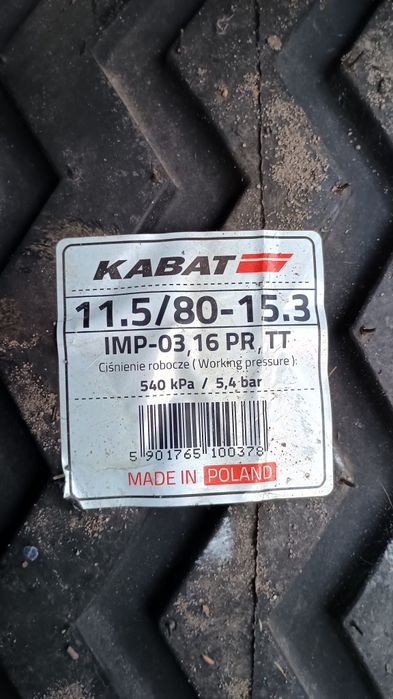 KABAT
11.5/80-15.3
IMP-03, 16 PR, TT
Ciśnienie robocze ( Working pressure ):
540 kPa / 5,4 bar
5 901765 100378
MADE IN POLAND